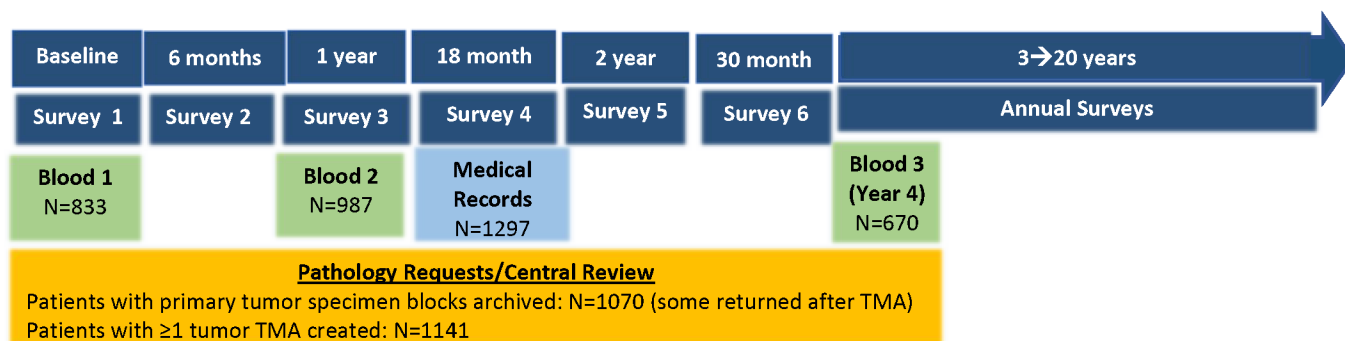 Baseline 6 months 1 year 18 month 2 year 30 month 3→20 years
Survey 1 Survey 2 Survey 3 Survey 4 Survey 5 Survey 6 Annual Surveys
Blood 1
N=833
Blood 2
N=987
Medical
Records
N=1297
Blood 3
(Year 4)
N=670
Pathology Requests/Central Review
Patients with primary tumor specimen blocks archived: N=1070 (some returned after TMA)
Patients with ≥1 tumor TMA created: N=1141